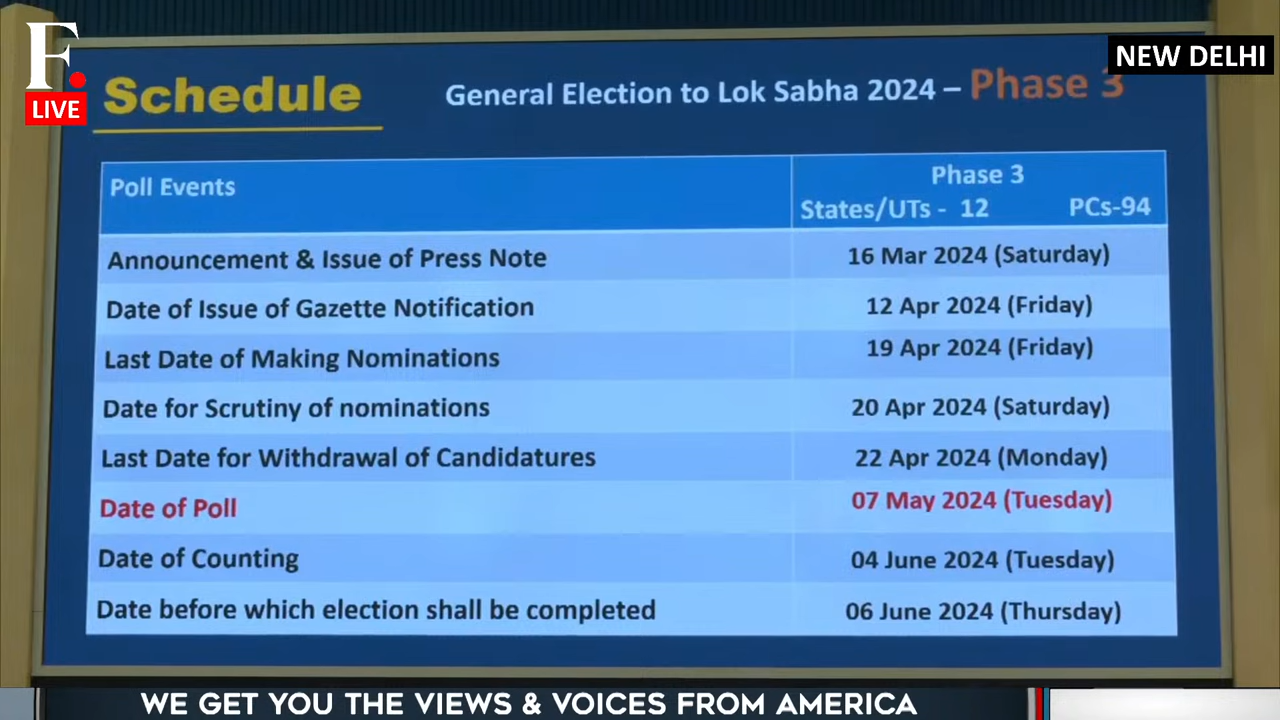 F.
LIVE
NEW DELHI
Schedule
General Election to Lok Sabha 2024 – Phase 3
Poll Events
Phase 3
States/UTs - 12 PCs-94
Announcement & Issue of Press Note 16 Mar 2024 (Saturday)
Date of Issue of Gazette Notification 12 Apr 2024 (Friday)
Last Date of Making Nominations 19 Apr 2024 (Friday)
Date for Scrutiny of nominations 20 Apr 2024 (Saturday)
Last Date for Withdrawal of Candidatures 22 Apr 2024 (Monday)
Date of Poll 07 May 2024 (Tuesday)
Date of Counting 04 June 2024 (Tuesday)
Date before which election shall be completed 06 June 2024 (Thursday)
WE GET YOU THE VIEWS & VOICES FROM AMERICA